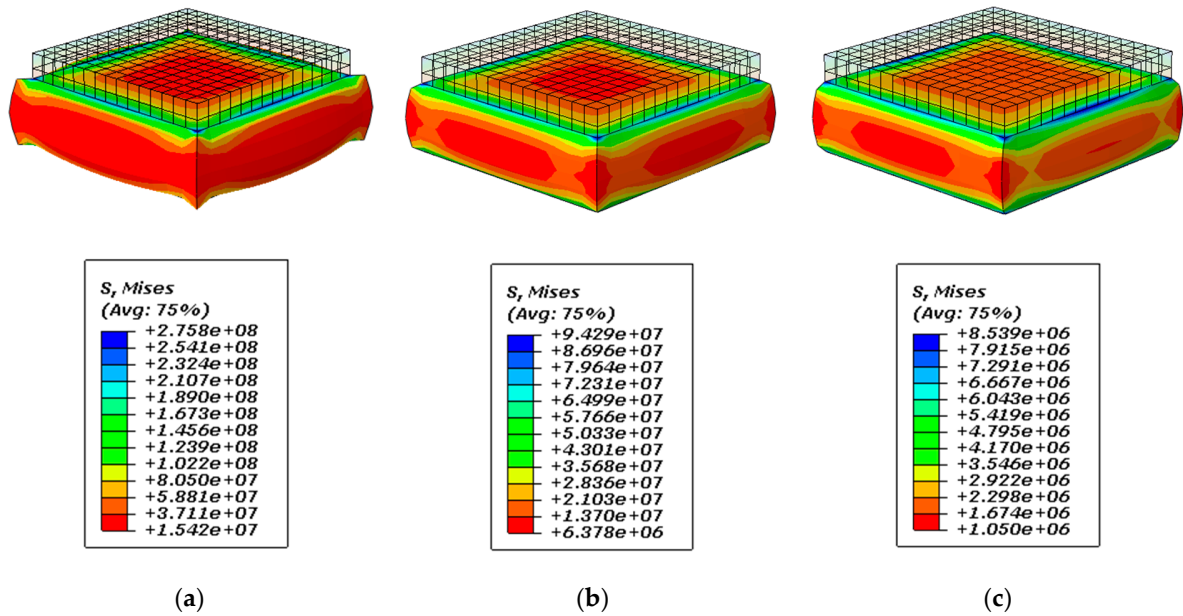 S, Mises
(Avg: 75%)
+2.758e+08
+2.541e+08
+2.324e+08
+2.107e+08
+1.890e+08
+1.673e+08
+1.456e+08
+1.239e+08
+1.022e+08
+8.050e+07
+5.881e+07
+3.711e+07
+1.542e+07
S, Mises
(Avg: 75%)
+9.429e+07
+8.696e+07
+7.964e+07
+7.231e+07
+6.499e+07
+5.766e+07
+5.033e+07
+4.301e+07
+3.568e+07
+2.836e+07
+2.103e+07
+1.370e+07
+6.378e+06
S, Mises
(Avg: 75%)
+8.539e+06
+7.915e+06
+7.291e+06
+6.667e+06
+6.043e+06
+5.419e+06
+4.795e+06
+4.170e+06
+3.546e+06
+2.922e+06
+2.298e+06
+1.674e+06
+1.050e+06
(a)
(b)
(c)